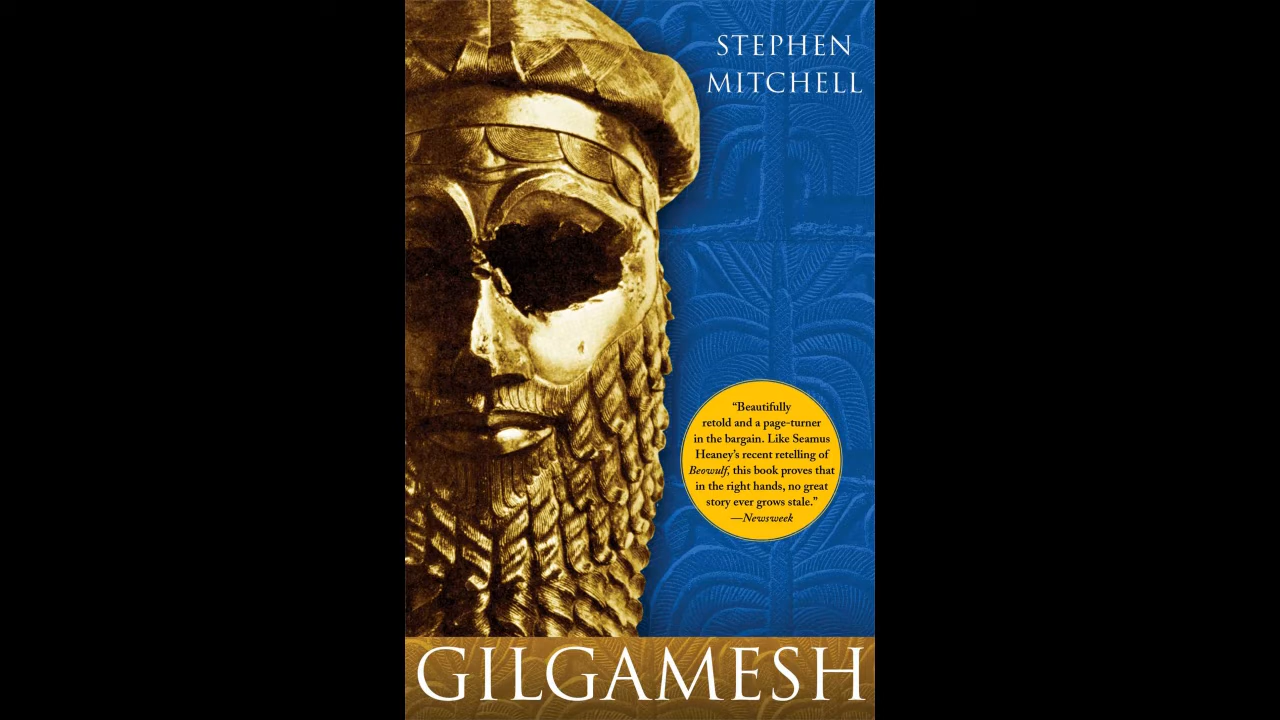 STEPHEN
MITCHELL
“Beautifully
retold and a page-turner
in the bargain. Like Seamus
Heaney’s recent retelling of
Beowulf, this book proves that
in the right hands, no great
story ever grows stale.”
—Newsweek
GILGAMESH